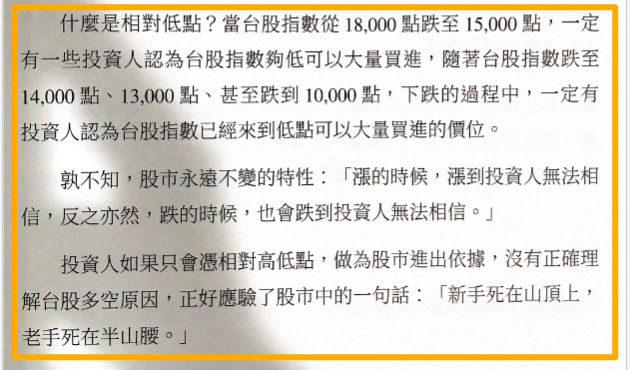 什麼是相對低點？當台股指數從 18,000 點跌至 15,000 點，一定
有一些投資人認為台股指數夠低可以大量買進，隨著台股指數跌至
14,000 點、13,000 點、甚至跌到 10,000 點，下跌的過程中，一定有
投資人認為台股指數已經來到低點可以大量買進的價位。
孰不知，股市永遠不變的特性：「漲的時候，漲到投資人無法相
信，反之亦然，跌的時候，也會跌到投資人無法相信。」
投資人如果只會憑相對高低點，做為股市進出依據，沒有正確理
解台股多空原因，正好應驗了股市中的一句話：「新手死在山頂上，
老手死在半山腰。」